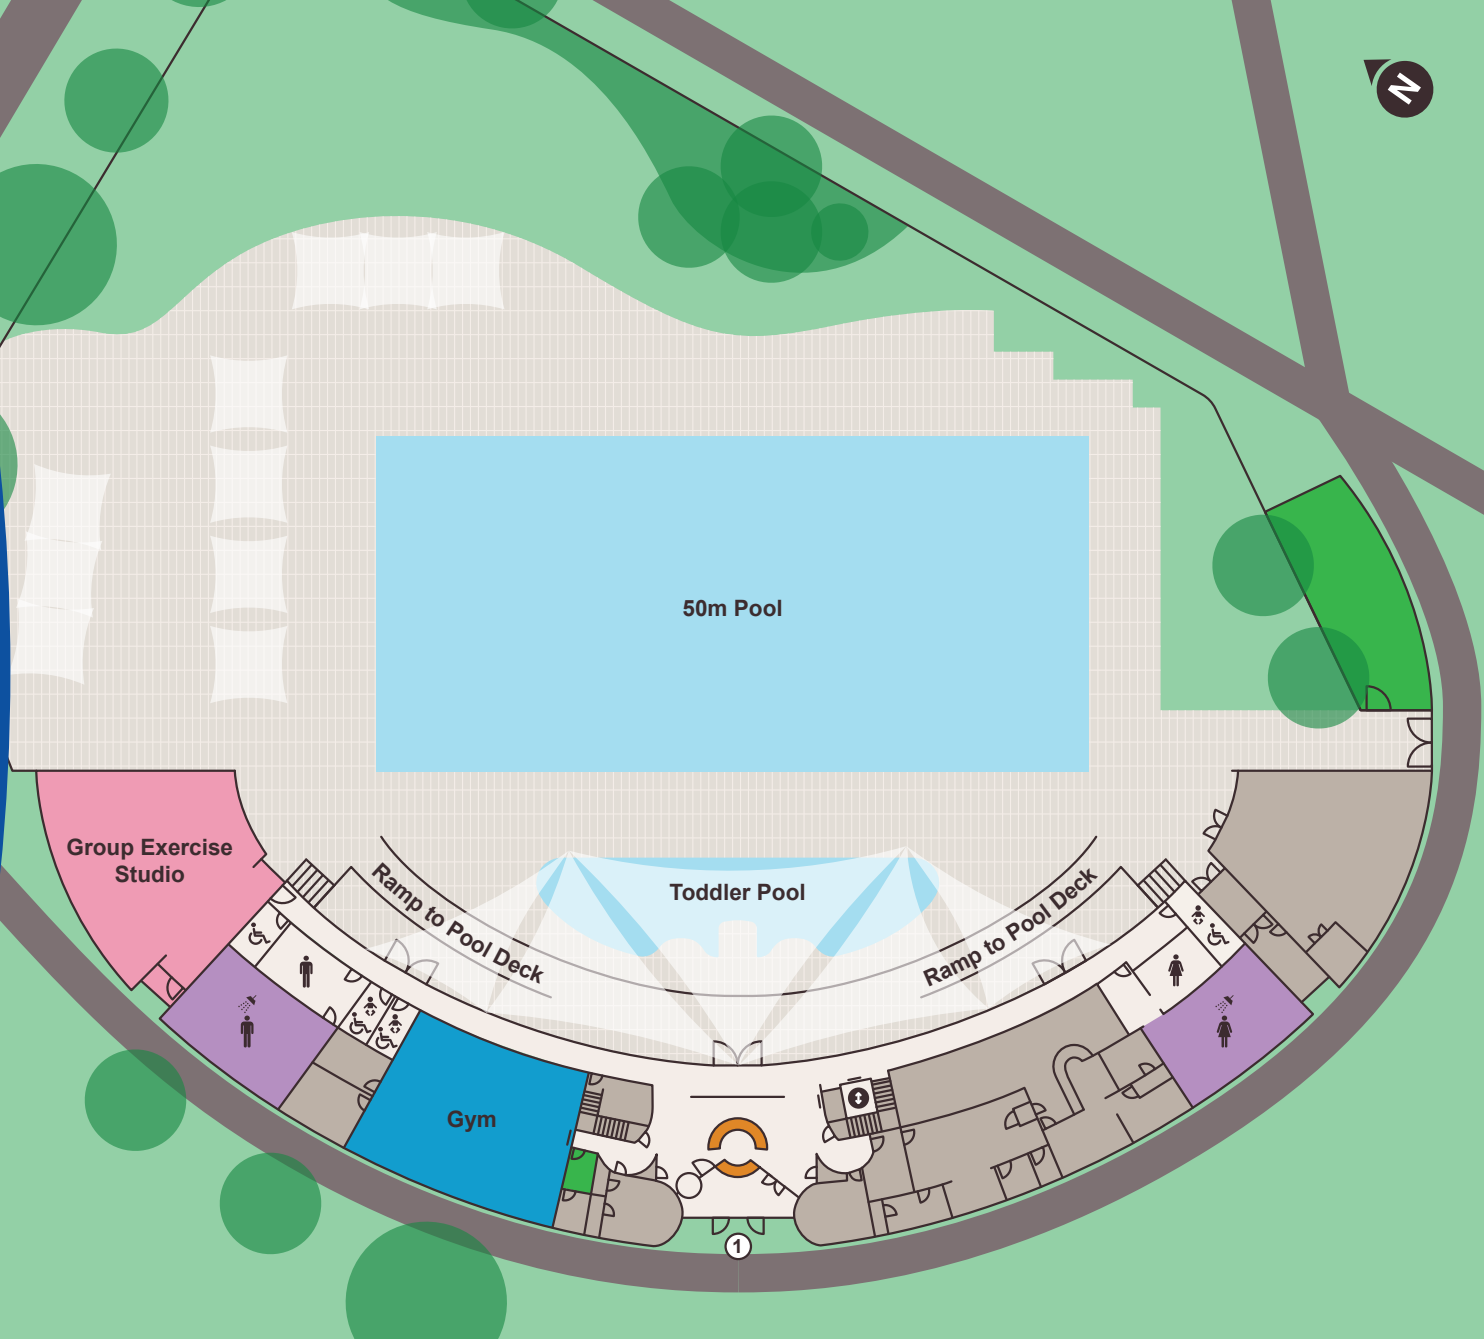 N
50m Pool
Group Exercise
Studio
Toddler Pool
Ramp to Pool Deck
Ramp to Pool Deck
Gym
1